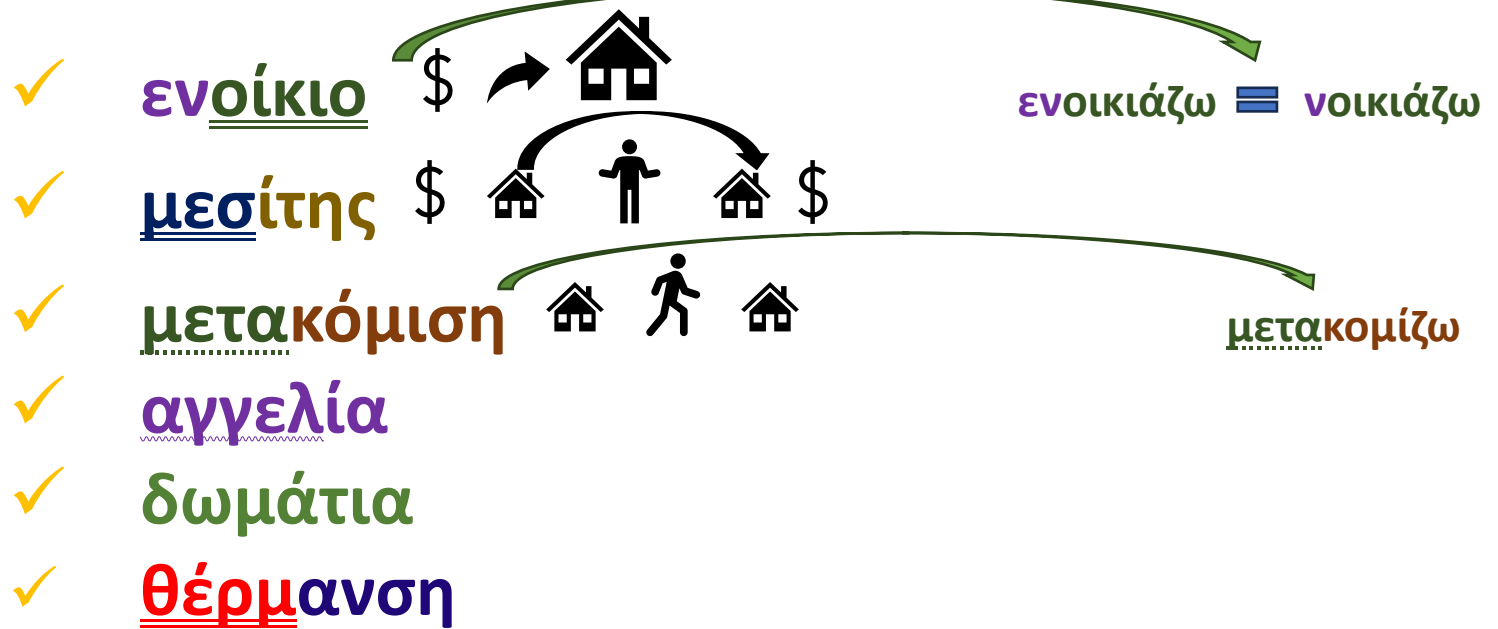 ενοίκιο $ ενοικιάζω = νοικιάζω
μεσίτης $ $
μετακόμιση μετακομίζω
αγγελία
δωμάτια
θέρμανση